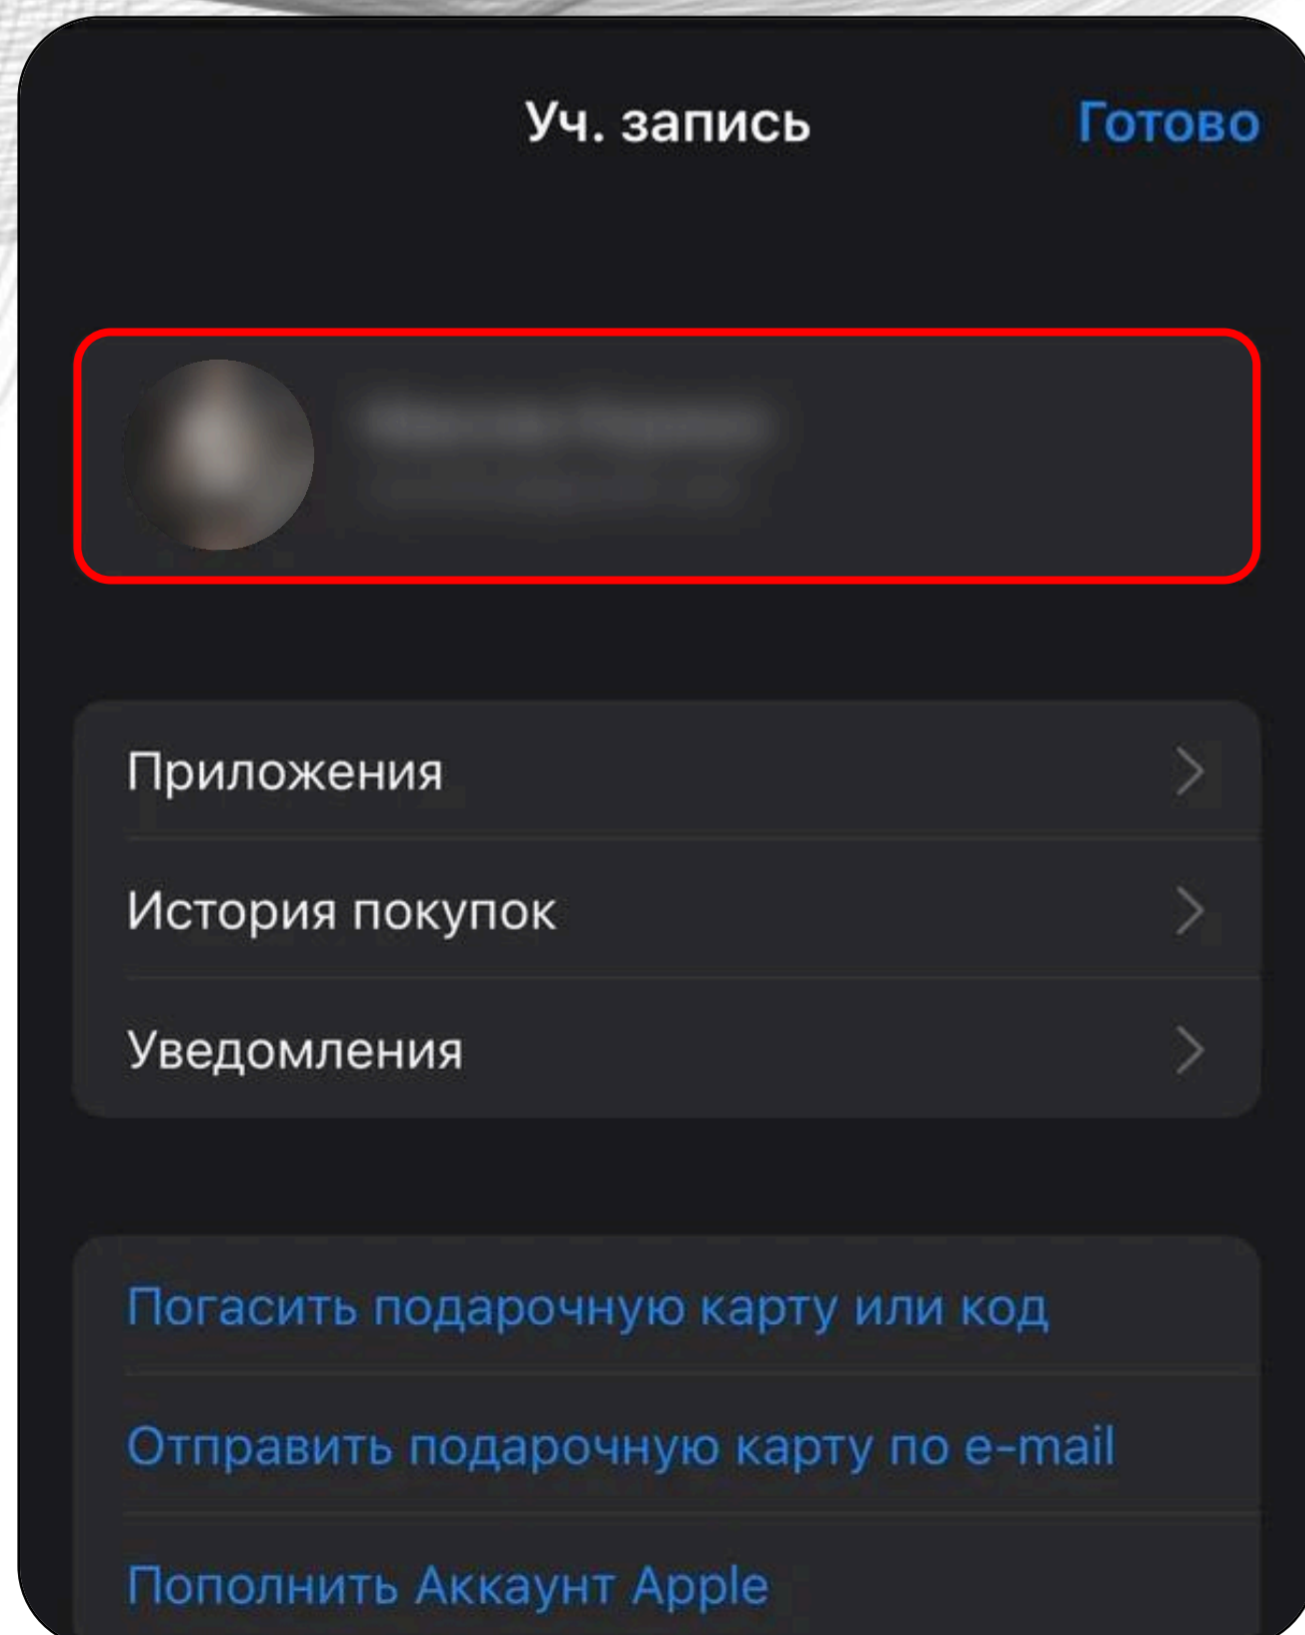 Уч. запись
Готово
Приложения
История покупок
Уведомления
Погасить подарочную карту или код
Отправить подарочную карту по e-mail
Пополнить Аккаунт Apple